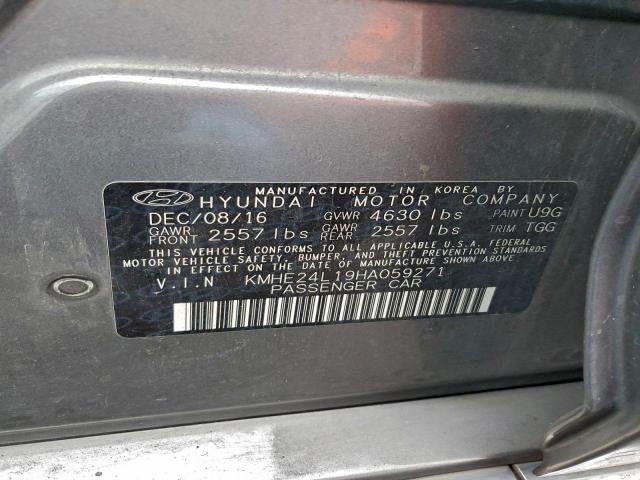 MANUFACTURED IN KOREA BY
HYUNDAI MOTOR COMPANY
DEC/08/16 GVWR 4630 lbs PAINT U9G
GAWR FRONT 2557 lbs GAWR REAR 2557 lbs TRIM TGG
THIS VEHICLE CONFORMS TO ALL APPLICABLE U.S.A. FEDERAL
MOTOR VEHICLE SAFETY, BUMPER, AND THEFT PREVENTION
STANDARDS IN EFFECT ON THE DATE OF MANUFACTURE SHOWN ABOVE.
V.I.N KMHE24L19HA059271
PASSENGER CAR